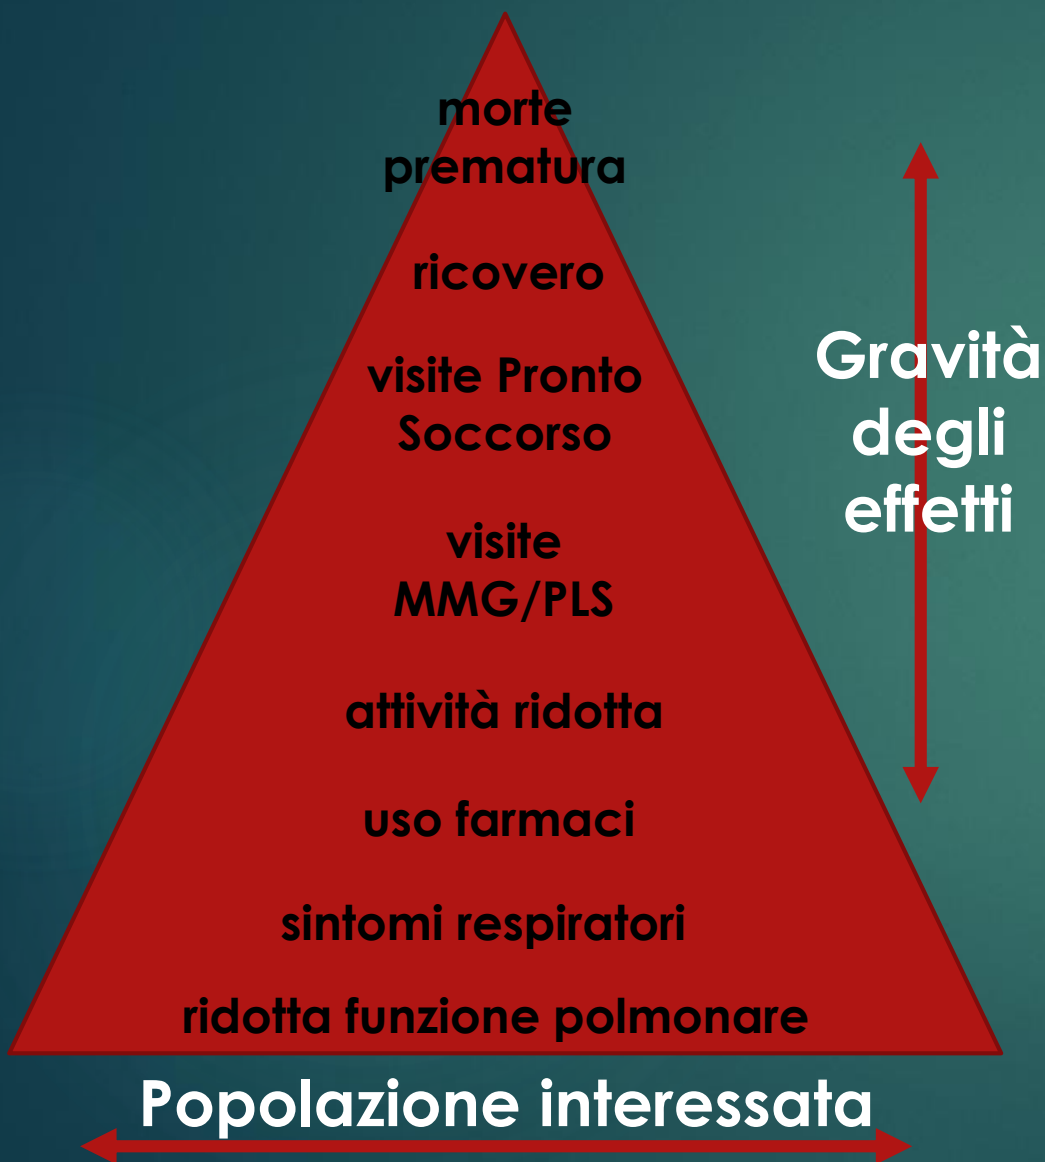 morte
prematura
ricovero
visite Pronto
Soccorso
visite
MMG/PLS
attività ridotta
uso farmaci
sintomi respiratori
ridotta funzione polmonare
Gravità
degli
effetti
Popolazione interessata